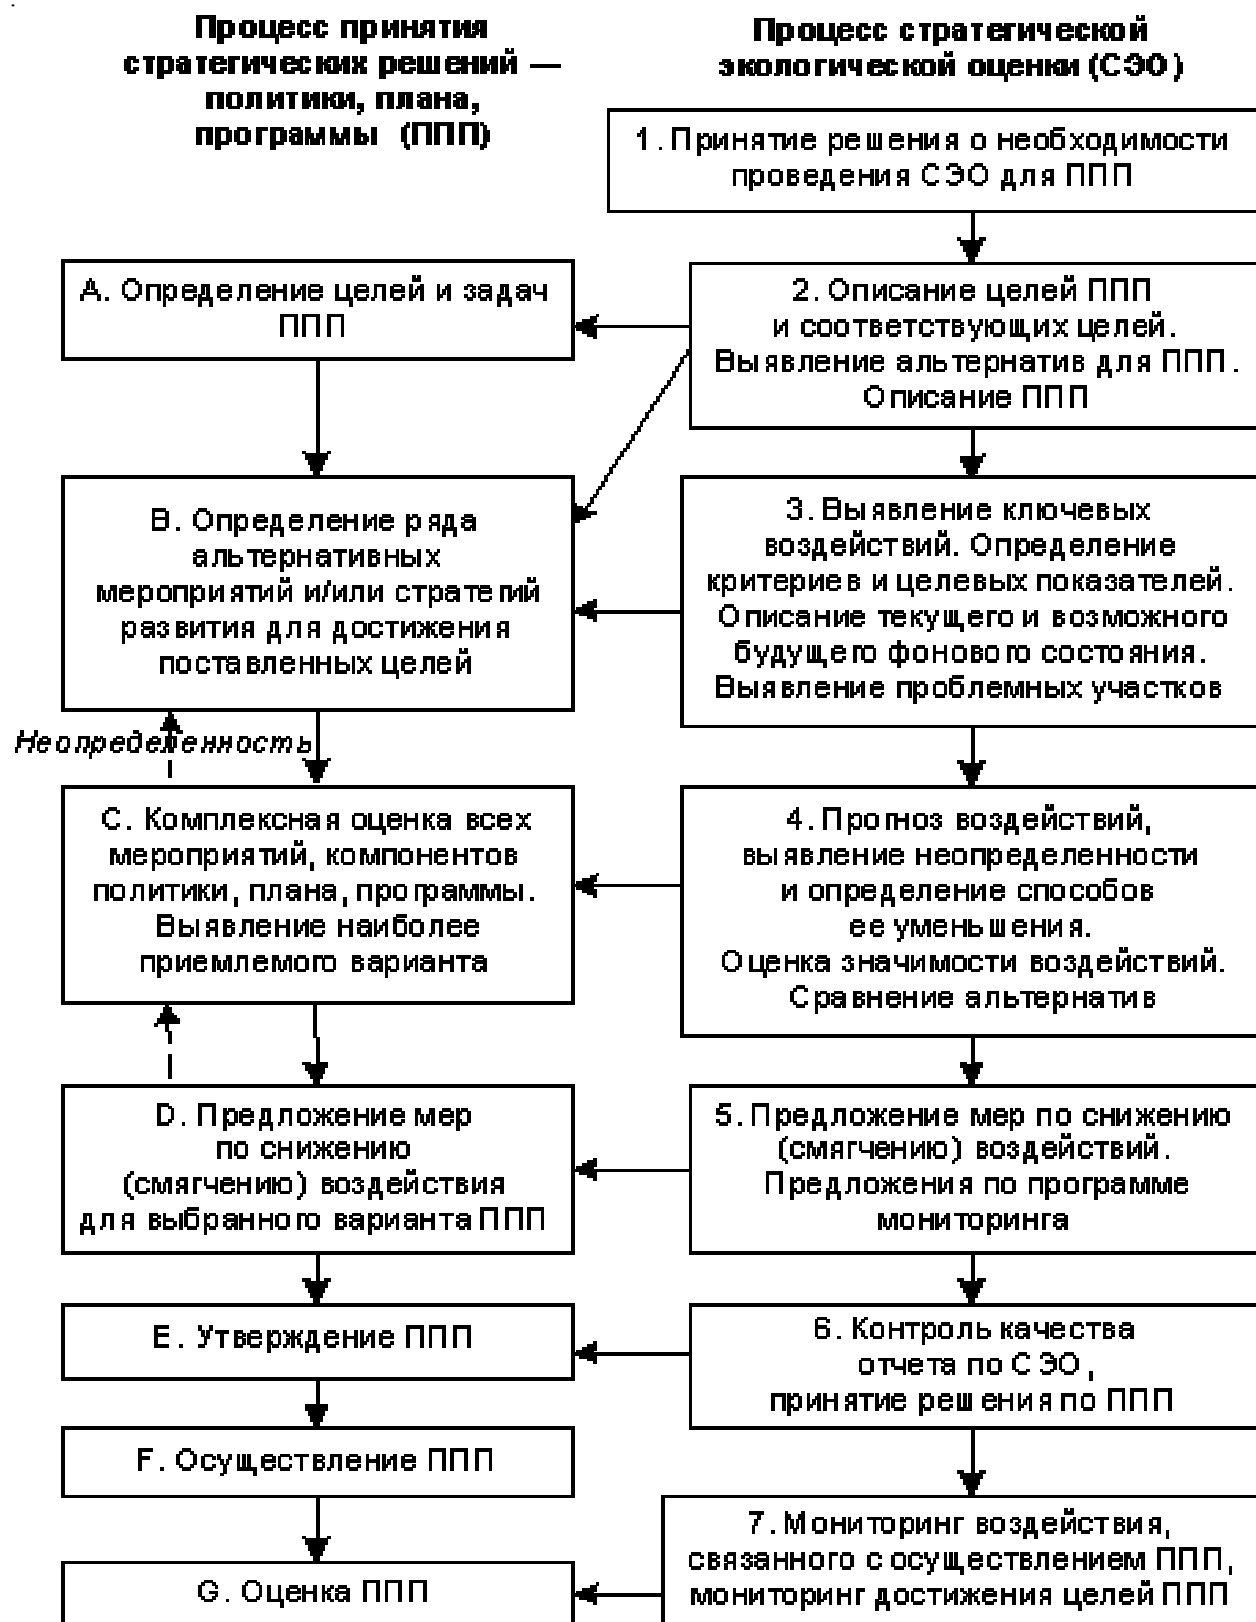 Процесс принятия
стратегических решений —
политики, плана,
программы (ППП)
Процесс стратегической
экологической оценки (СЭО)
1. Принятие решения о необходимости
проведения СЭО для ППП
A. Определение целей и задач
ППП
2. Описание целей ППП
и соответствующих целей.
Выявление альтернатив для ППП.
Описание ППП
B. Определение ряда
альтернативных
мероприятий и/или стратегий
развития для достижения
поставленных целей
3. Выявление ключевых
воздействий. Определение
критериев и целевых показателей.
Описание текущего и возможного
будущего фонового состояния.
Выявление проблемных участков
Неопределенность
C. Комплексная оценка всех
мероприятий, компонентов
политики, плана, программы.
Выявление наиболее
приемлемого варианта
4. Прогноз воздействий,
выявление неопределенности
и определение способов
ее уменьшения.
Оценка значимости воздействий.
Сравнение альтернатив
D. Предложение мер
по снижению
(смягчению) воздействия
для выбранного варианта ППП
5. Предложение мер по снижению
(смягчению) воздействий.
Предложения по программе
мониторинга
E. Утверждение ППП
6. Контроль качества
отчета по СЭО,
принятие решения по ППП
F. Осуществление ППП
7. Мониторинг воздействия,
связанного с осуществлением ППП,
мониторинг достижения целей ППП
G. Оценка ППП